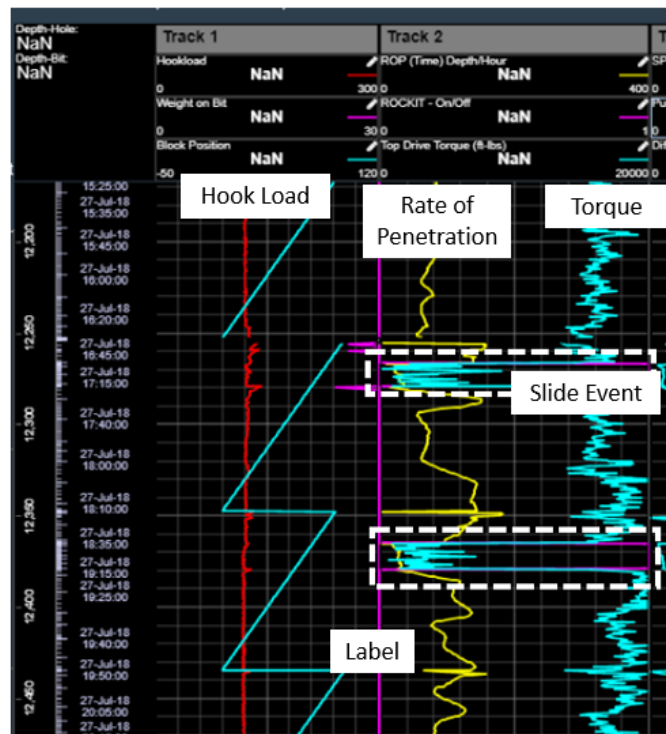 Depth-Hole:
NaN
Depth-Bit:
NaN
Track 1
Track 2
T
Hookload
NaN
0
300
ROP (Time) Depth/Hour
NaN
0
400
SP
0
Weight on Bit
NaN
0
30
ROCKIT - On/Off
NaN
0
1
0
Block Position
NaN
-50
120
Top Drive Torque (ft-lbs)
NaN
0
20000
Dif
0
Hook Load
Rate of
Penetration
Torque
Slide Event
Label
12,200
12,250
12,300
12,350
12,400
12,450
15:25:00
27-Jul-18
15:35:00
27-Jul-18
15:45:00
27-Jul-18
16:00:00
27-Jul-18
16:20:00
27-Jul-18
16:45:00
27-Jul-18
17:15:00
27-Jul-18
17:40:00
27-Jul-18
18:00:00
27-Jul-18
18:10:00
27-Jul-18
18:35:00
27-Jul-18
19:15:00
27-Jul-18
19:25:00
27-Jul-18
19:40:00
27-Jul-18
19:50:00
27-Jul-18
20:05:00
27-Jul-18